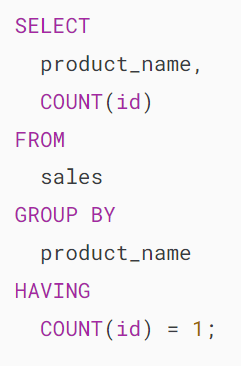 SELECT
  product_name,
  COUNT(id)
FROM
  sales
GROUP BY
  product_name
HAVING
  COUNT(id) = 1;